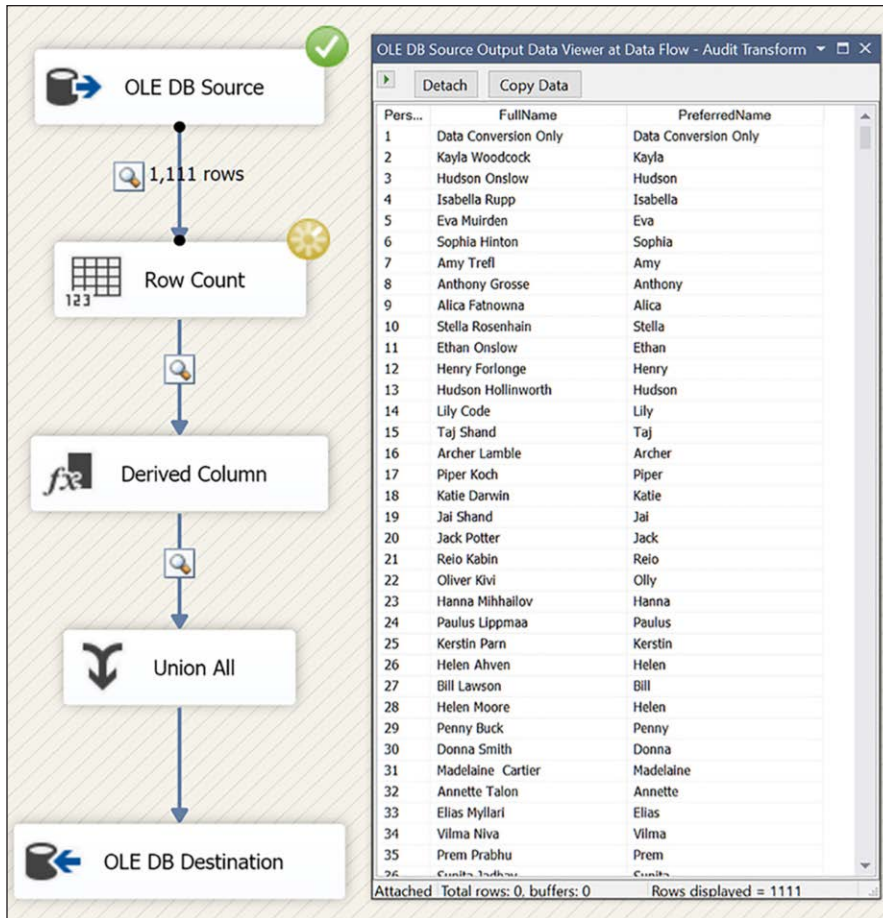 OLE DB Source
1,111 rows
Row Count
123
Derived Column
fx
Union All
OLE DB Destination
OLE DB Source Output Data Viewer at Data Flow - Audit Transform
Detach Copy Data
Pers... FullName PreferredName
1 Data Conversion Only Data Conversion Only
2 Kayla Woodcock Kayla
3 Hudson Onslow Hudson
4 Isabella Rupp Isabella
5 Eva Muirden Eva
6 Sophia Hinton Sophia
7 Amy Trefl Amy
8 Anthony Grosse Anthony
9 Alica Fatnowna Alica
10 Stella Rosenhain Stella
11 Ethan Onslow Ethan
12 Henry Forlonge Henry
13 Hudson Hollinworth Hudson
14 Lily Code Lily
15 Taj Shand Taj
16 Archer Lamble Archer
17 Piper Koch Piper
18 Katie Darwin Katie
19 Jai Shand Jai
20 Jack Potter Jack
21 Reio Kabin Reio
22 Oliver Kivi Olly
23 Hanna Mihhailov Hanna
24 Paulus Lippmaa Paulus
25 Kerstin Parn Kerstin
26 Helen Ahven Helen
27 Bill Lawson Bill
28 Helen Moore Helen
29 Penny Buck Penny
30 Donna Smith Donna
31 Madelaine Cartier Madelaine
32 Annette Talon Annette
33 Elias Myllari Elias
34 Vilma Niva Vilma
35 Prem Prabhu Prem
36 Sunita Jadhav Sunita
Attached Total rows: 0, buffers: 0 Rows displayed = 1111